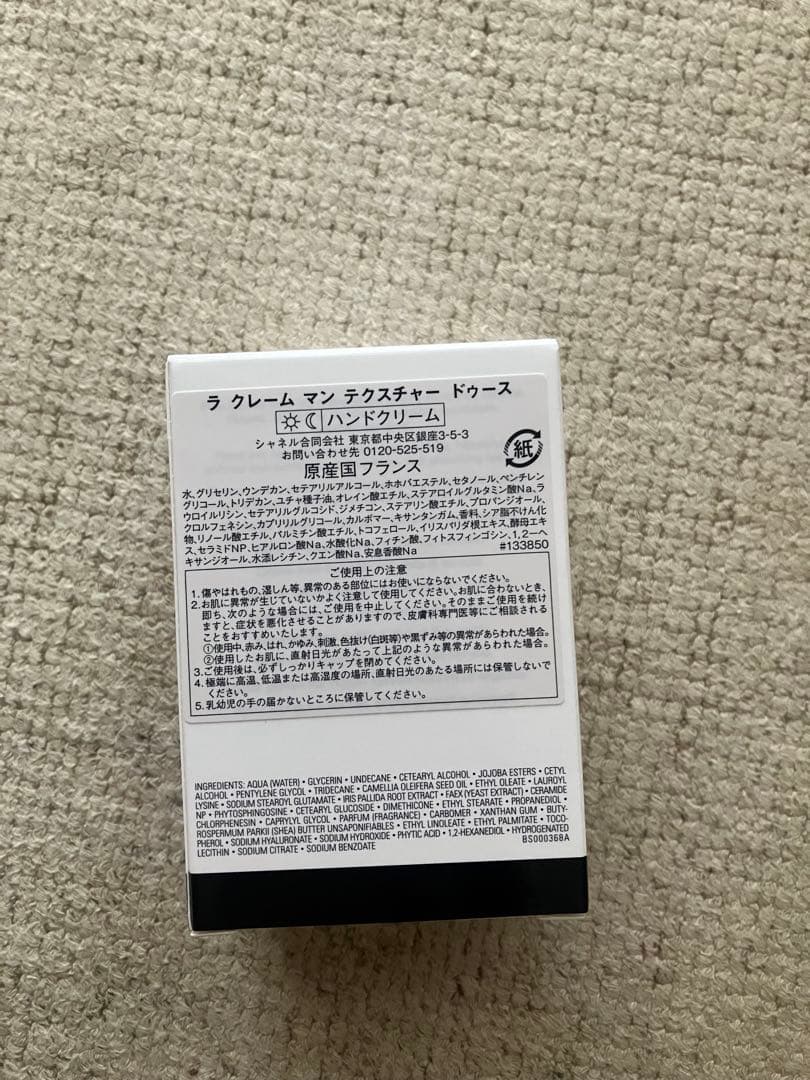 ラ クレーム マン テクスチャー ドゥース
ハンドクリーム
シャネル合同会社 東京都中央区銀座3-5-3
お問い合わせ先 0120-525-519
原産国フランス
紙
水、グリセリン、ウンデカン、セテアリルアルコール、ホホバエステル、セタノール、ペンチレン
グリコール、トリデカン、ユチャ種子油、オレイン酸エチル、ステアロイルグルタミン酸Na、ラ
ウロイルリシン、セテアリルグルコシド、ジメチコン、ステアリン酸エチル、プロパンジオール、
クロルフェネシン、カプリリルグリコール、カルボマー、キサンタンガム、香料、シア脂不けん化
物、リノール酸エチル、パルミチン酸エチル、トコフェロール、イリスパリダ根エキス、酵母エキ
ス、セラミドNP、ヒアルロン酸Na、水酸化Na、フィチン酸、フィトスフィンゴシン、1,2-ヘ
キサンジオール、水添レシチン、クエン酸Na、安息香酸Na #133850
ご使用上の注意
1. 傷やはれもの、湿しん等、異常のある部位にはお使いにならないでください。
2. お肌に異常が生じていないかよく注意して使用してください。お肌に合わないとき、
即ち、次のような場合には、ご使用を中止してください。そのままご使用を続け
ますと、症状を悪化させることがありますので、皮膚科専門医等にご相談される
ことをおすすめいたします。
①使用中、赤み、はれ、かゆみ、刺激、色抜け(白斑等)や黒ずみ等の異常があらわれた場合。
②使用したお肌に、直射日光があたって上記のような異常があらわれた場合。
3. ご使用後は、必ずしっかりキャップを閉めてください。
4. 極端に高温、低温または高湿度の場所、直射日光のあたる場所には保管しないで
ください。
5. 乳幼児の手の届かないところに保管してください。
INGREDIENTS: AQUA (WATER) • GLYCERIN • UNDECANE • CETEARYL ALCOHOL • JOJOBA ESTERS • CETYL
ALCOHOL • PENTYLENE GLYCOL • TRIDECANE • CAMELLIA OLEIFERA SEED OIL • ETHYL OLEATE • LAUROYL
LYSINE • SODIUM STEAROYL GLUTAMATE • IRIS PALLIDA ROOT EXTRACT • FAEX (YEAST EXTRACT) • CERAMIDE
NP • PHYTOSPHINGOSINE • CETEARYL GLUCOSIDE • DIMETHICONE • ETHYL STEARATE • PROPANEDIOL •
CHLORPHENESIN • CAPRYLYL GLYCOL • PARFUM (FRAGRANCE) • CARBOMER • XANTHAN GUM • BUTY-
ROSPERMUM PARKII (SHEA) BUTTER UNSAPONIFIABLES • ETHYL LINOLEATE • ETHYL PALMITATE • TOCO-
PHEROL • SODIUM HYALURONATE • SODIUM HYDROXIDE • PHYTIC ACID • 1,2-HEXANEDIOL • HYDROGENATED
LECITHIN • SODIUM CITRATE • SODIUM BENZOATE BS000368A